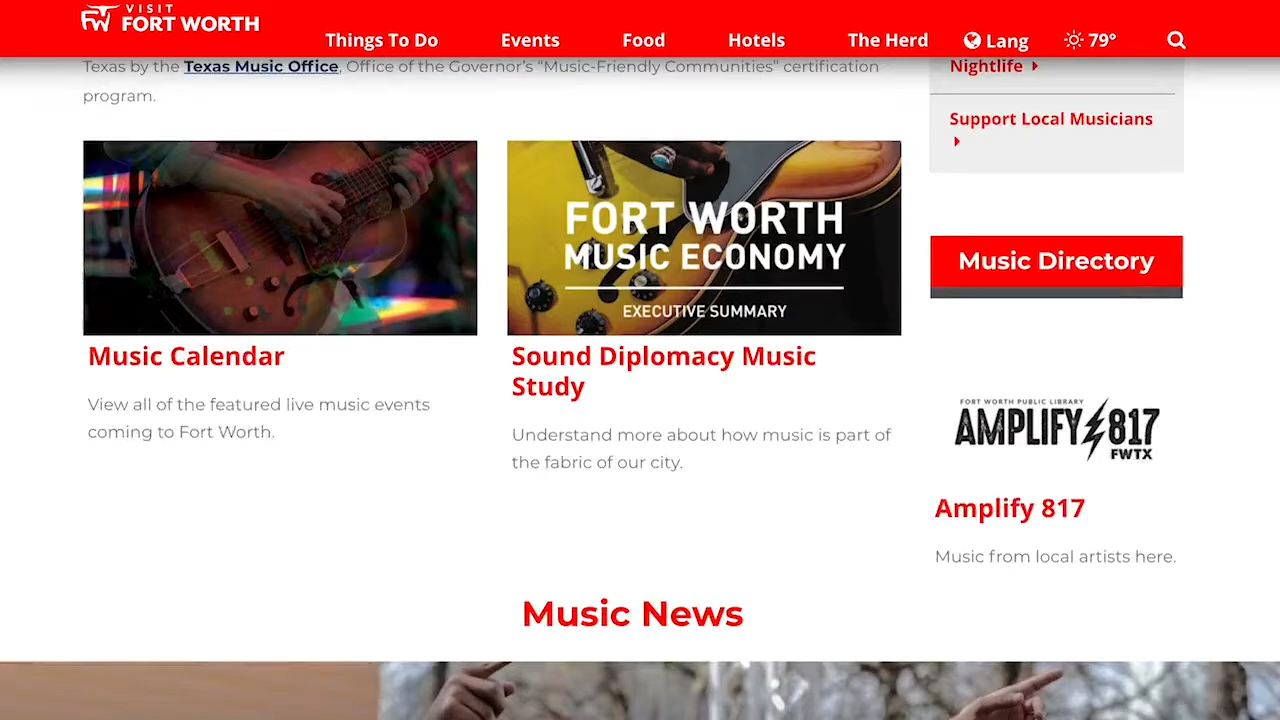 VISIT
FORT WORTH
FW
Things To Do
Events
Food
Hotels
The Herd
Lang
79°
Texas by the Texas Music Office, Office of the Governor's “Music-Friendly Communities” certification
program.
Nightlife
Support Local Musicians
FORT WORTH
MUSIC ECONOMY
EXECUTIVE SUMMARY
Music Calendar
View all of the featured live music events
coming to Fort Worth.
Sound Diplomacy Music
Study
Understand more about how music is part of
the fabric of our city.
Music Directory
FORT WORTH PUBLIC LIBRARY
AMPLIFY 817
FWTX
Amplify 817
Music from local artists here.
Music News